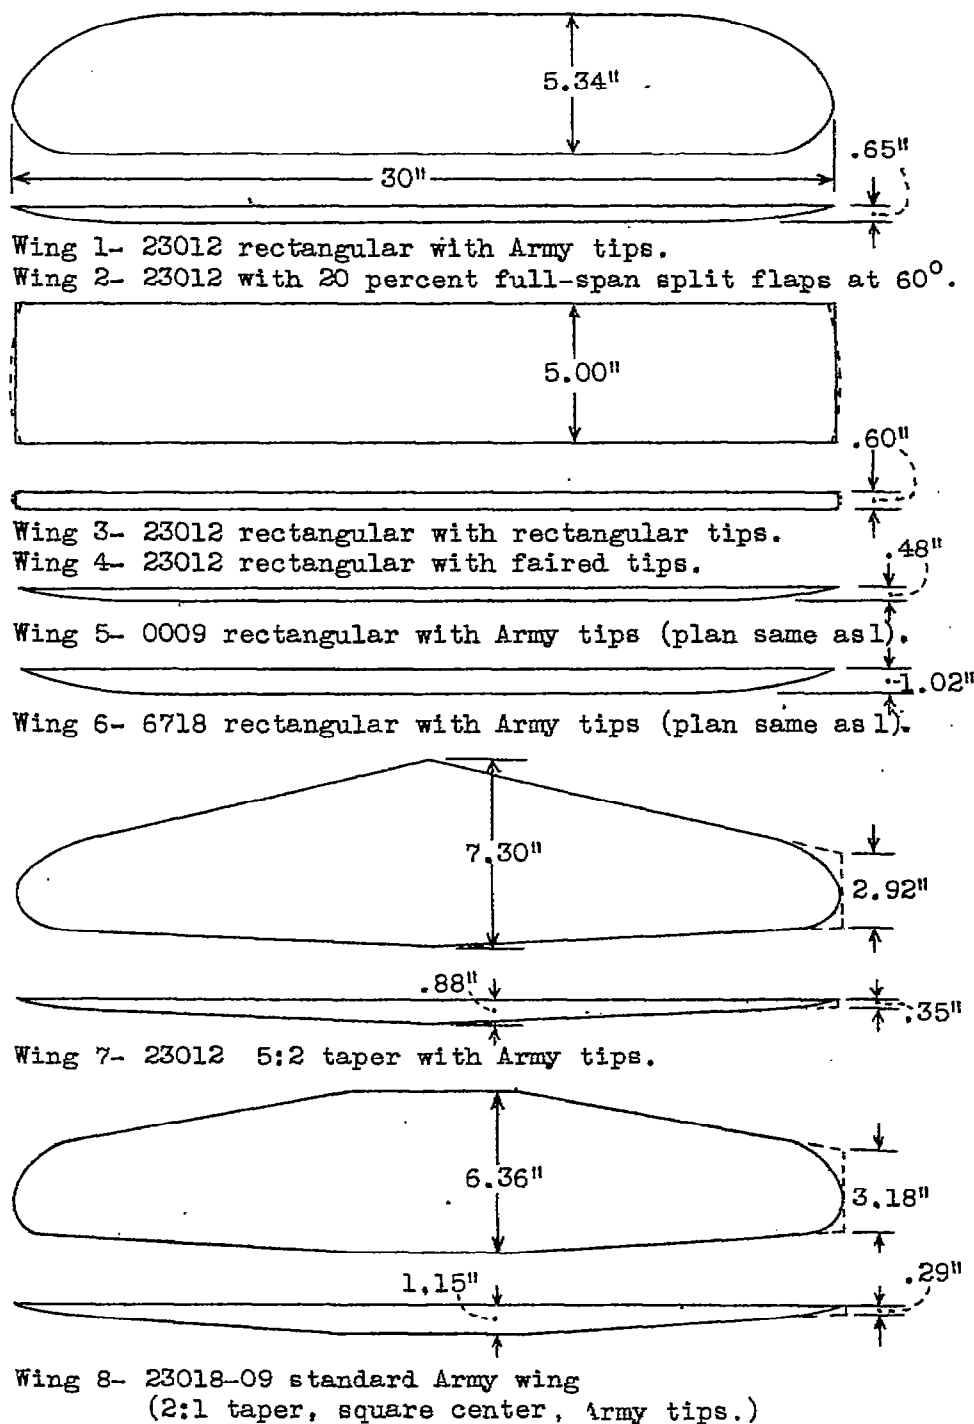 5.34"
.65"
30"
Wing 1- 23012 rectangular with Army tips.
Wing 2- 23012 with 20 percent full-span split flaps at 60°.
5.00"
.60"
Wing 3- 23012 rectangular with rectangular tips.
Wing 4- 23012 rectangular with faired tips.
.48"
Wing 5- 0009 rectangular with Army tips (plan same as 1).
1.02"
Wing 6- 6718 rectangular with Army tips (plan same as 1).
7.30"
2.92"
.88"
.35"
Wing 7- 23012 5:2 taper with Army tips.
6.36"
3.18"
1.15"
.29"
Wing 8- 23018-09 standard Army wing
(2:1 taper, square center, Army tips.)